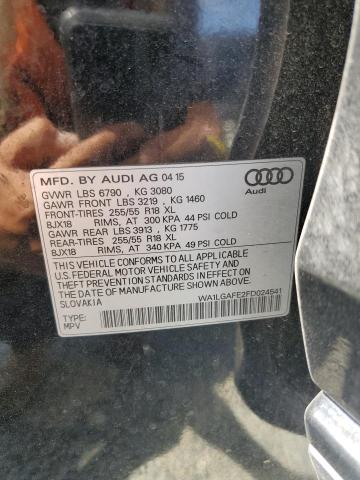 MFD. BY AUDI AG 04 15
GVWR LBS 6790 , KG 3080
GAWR FRONT LBS 3219 , KG 1460
FRONT-TIRES 255/55 R18 XL
8JX18 RIMS, AT 300 KPA 44 PSI COLD
GAWR REAR LBS 3913 , KG 1775
REAR-TIRES 255/55 R18 XL
8JX18 RIMS, AT 340 KPA 49 PSI COLD
Audi
THIS VEHICLE CONFORMS TO ALL APPLICABLE
U.S. FEDERAL MOTOR VEHICLE SAFETY AND
THEFT PREVENTION STANDARDS IN EFFECT ON
THE DATE OF MANUFACTURE SHOWN ABOVE.
SLOVAKIA
WA1LGAFE2FD024541
TYPE:
MPV